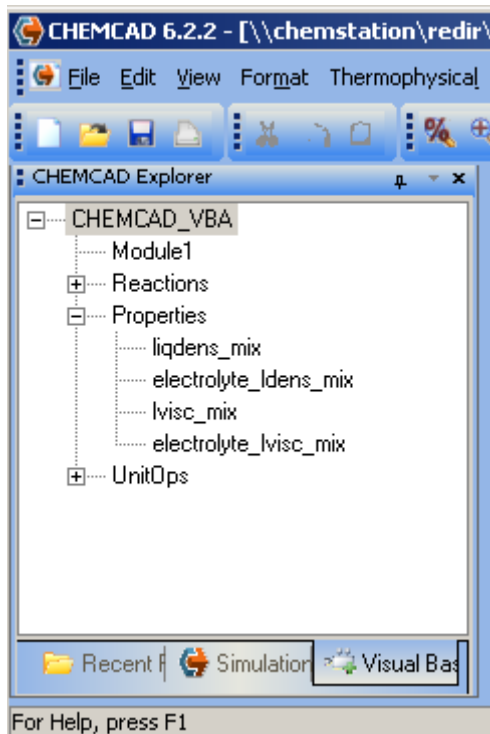 CHEMCAD 6.2.2 - [\\chemstation\redir\
File Edit View Format Thermophysical
CHEMCAD Explorer
CHEMCAD_VBA
Module1
Reactions
Properties
liqdens_mix
electrolyte_ldens_mix
lvisc_mix
electrolyte_lvisc_mix
UnitOps
Recent Simulation Visual Bas
For Help, press F1